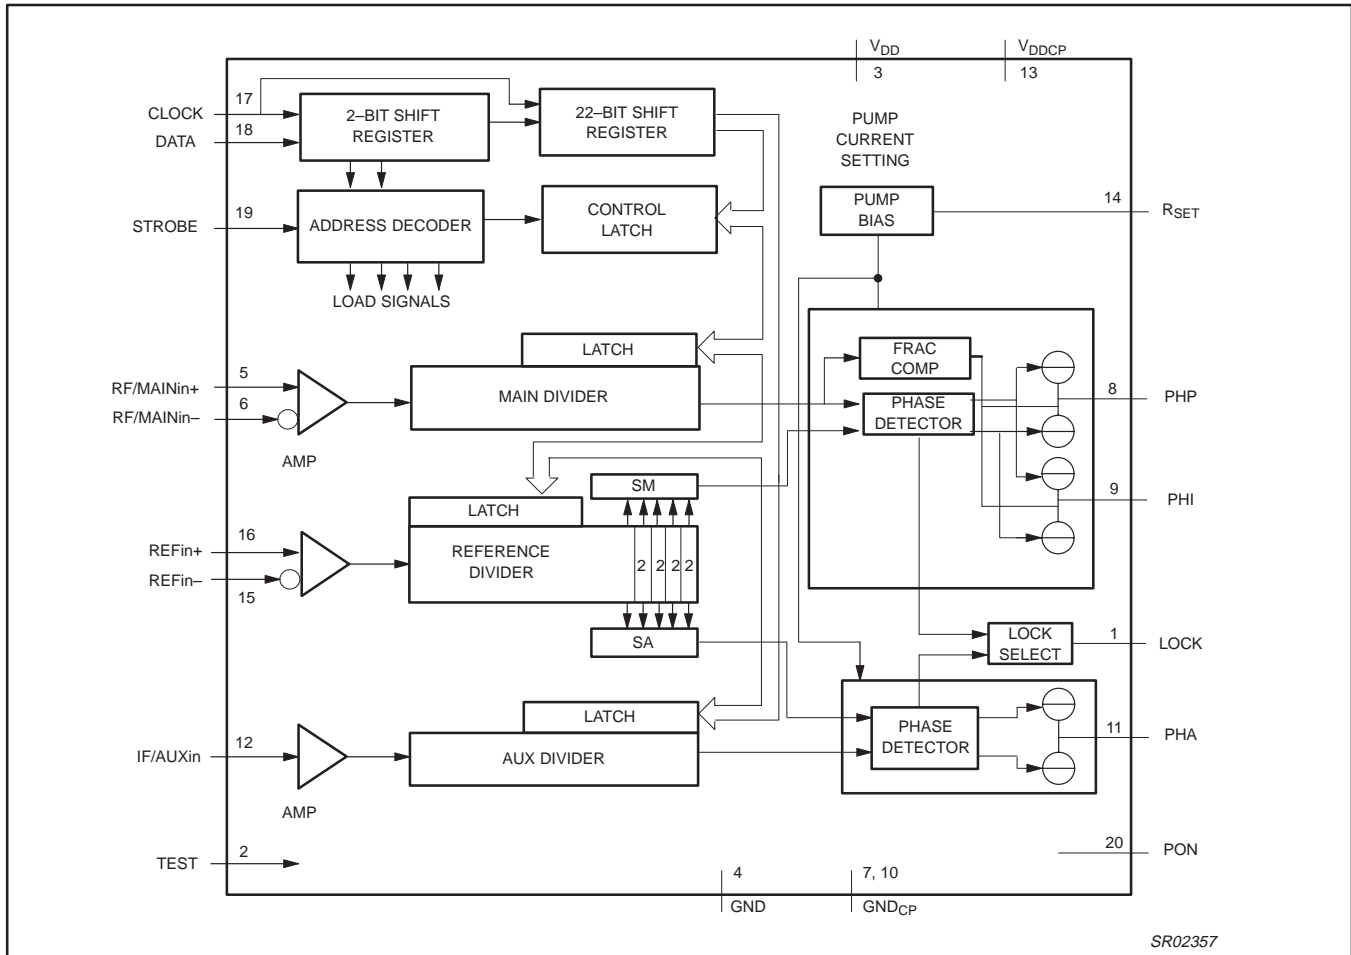 V_DD
3
V_DDCP
13
CLOCK
17
DATA
18
2–BIT SHIFT
REGISTER
22–BIT SHIFT
REGISTER
PUMP
CURRENT
SETTING
STROBE
19
ADDRESS DECODER
CONTROL
LATCH
PUMP
BIAS
14
R_SET
LOAD SIGNALS
LATCH
FRAC
COMP
RF/MAINin+
5
RF/MAINin–
6
AMP
MAIN DIVIDER
PHASE
DETECTOR
8
PHP
9
PHI
SM
LATCH
REFin+
16
REFin–
15
REFERENCE
DIVIDER
2 2 2 2
SA
LOCK
SELECT
1
LOCK
LATCH
IF/AUXin
12
AMP
AUX DIVIDER
PHASE
DETECTOR
11
PHA
TEST
2
20
PON
4
GND
7, 10
GND_CP
SR02357